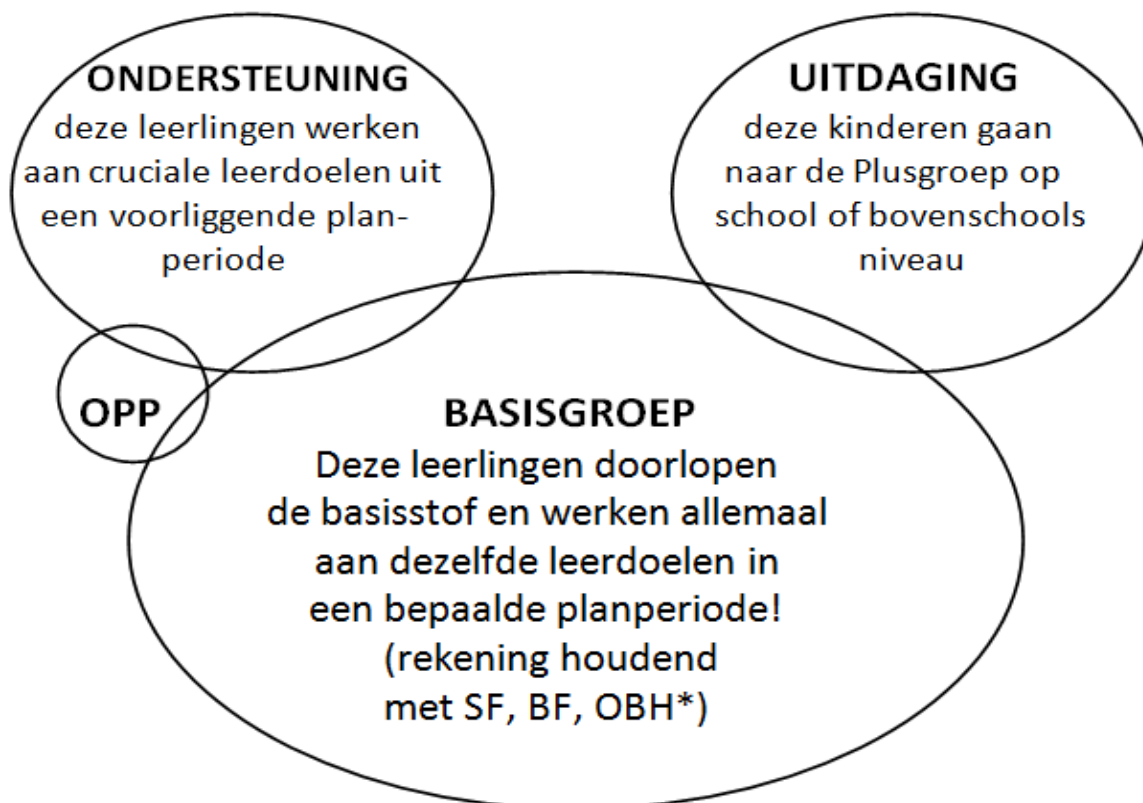 ONDERSTEUNING
deze leerlingen werken
aan cruciale leerdoelen uit
een voorliggende plan-
periode
UITDAGING
deze kinderen gaan
naar de Plusgroep op
school of bovenschools
niveau
OPP
BASISGROEP
Deze leerlingen doorlopen
de basisstof en werken allemaal
aan dezelfde leerdoelen in
een bepaalde planperiode!
(rekening houdend
met SF, BF, OBH*)